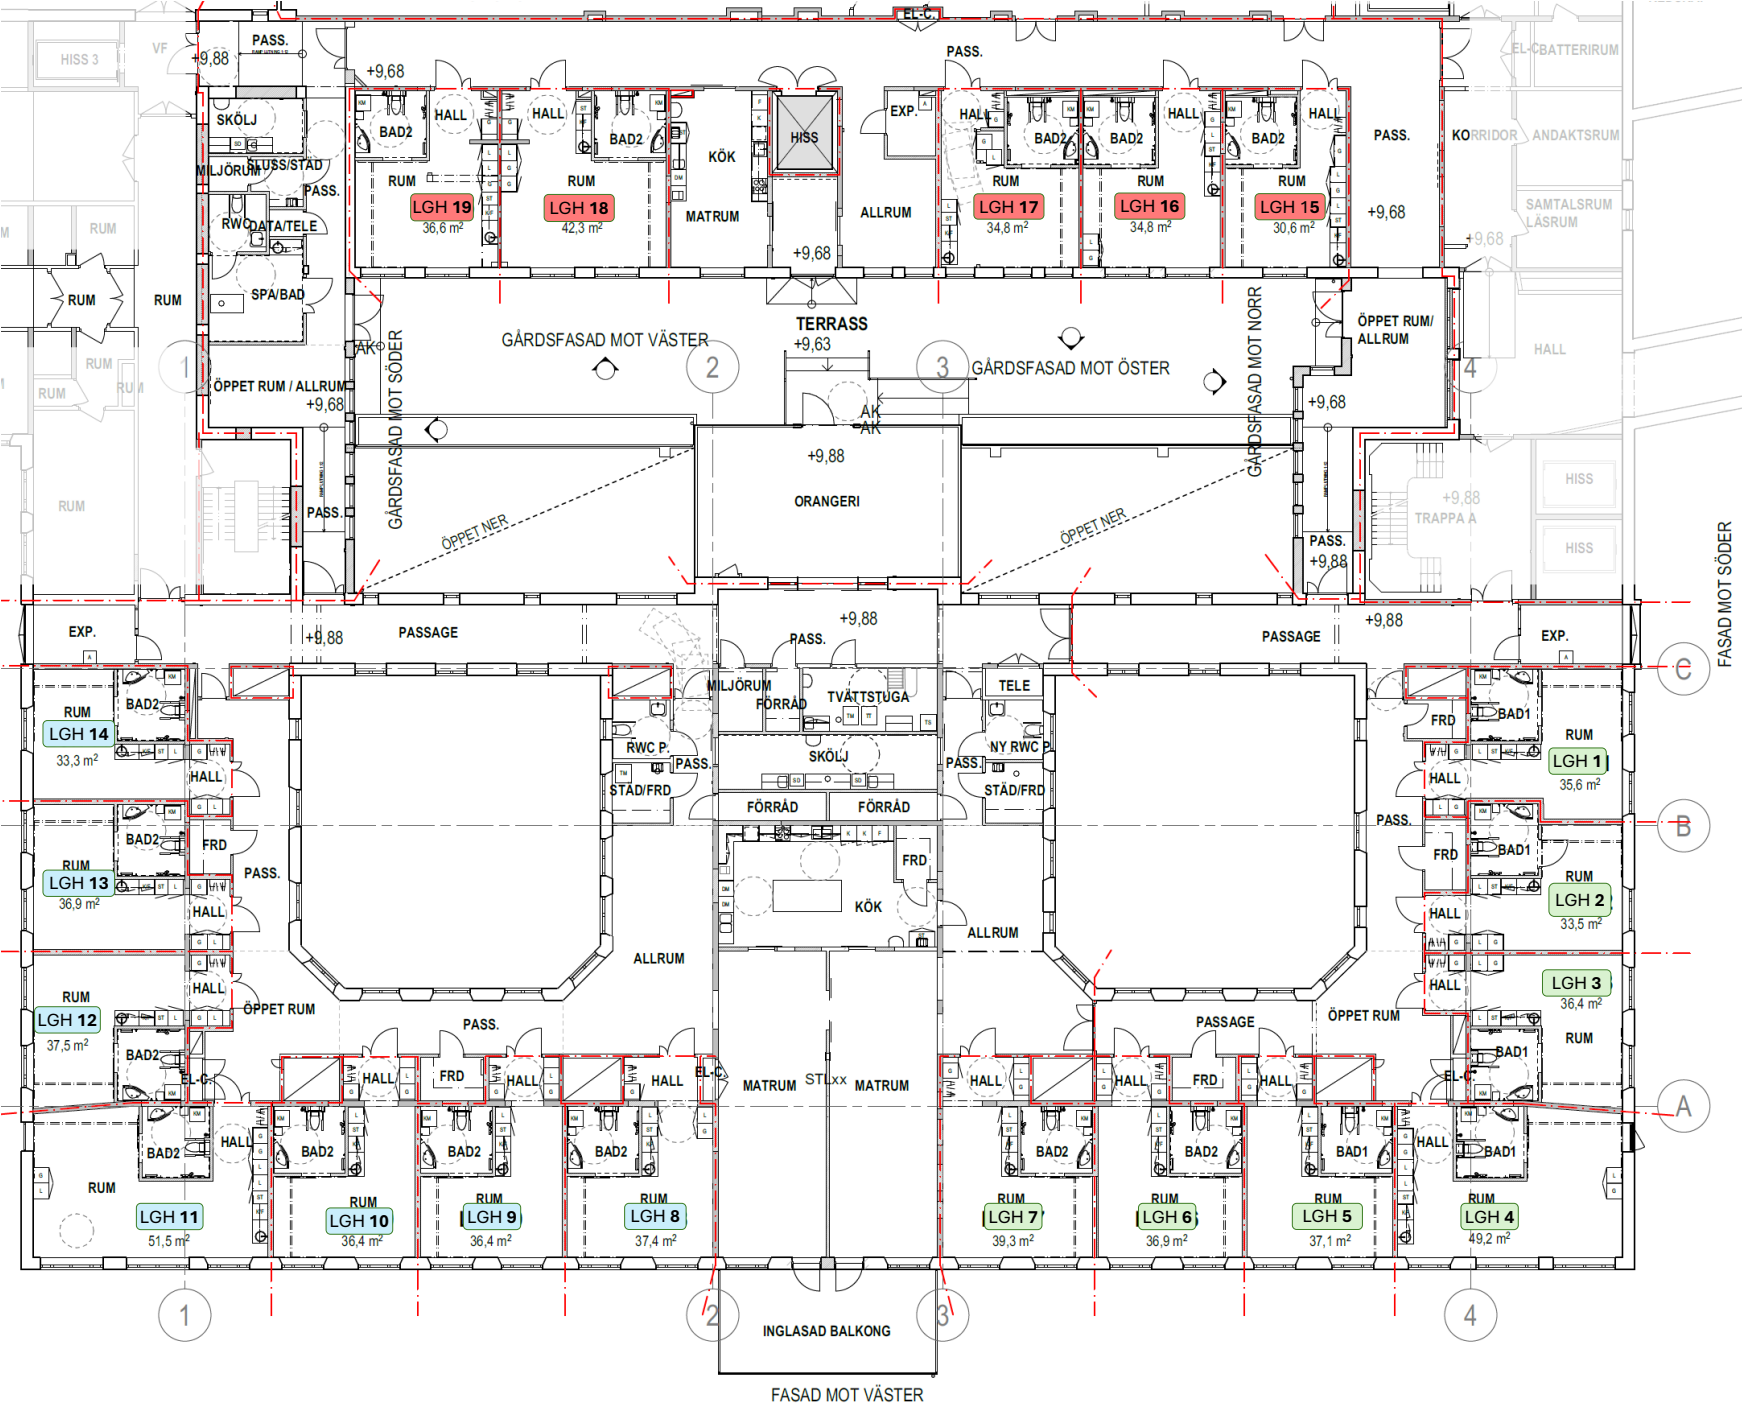 EL-C.
PASS.
VF
HISS 3
+9,88
+9,68
PASS.
EL-C
BATTERIRUM
SKÖLJ
BAD2
HALL
HALL
BAD2
KÖK
HISS
EXP.
HALL
BAD2
BAD2
HALL
BAD2
HALL
PASS.
KORRIDOR
ANDAKTSRUM
MILJÖRUM
SLUSS/STÄD
PASS.
RUM
LGH 19
36,6 m²
RUM
LGH 18
42,3 m²
MATRUM
ALLRUM
RUM
LGH 17
34,8 m²
RUM
LGH 16
34,8 m²
RUM
LGH 15
30,6 m²
+9,68
SAMTALSRUM
LÄSRUM
RUM
RWC
DATA/TELE
+9,68
+9,68
RUM
RUM
SPA/BAD
TERRASS
+9,63
GÅRDSFASAD MOT VÄSTER
GÅRDSFASAD MOT ÖSTER
GÅRDSFASAD MOT SÖDER
GÅRDSFASAD MOT NORR
ÖPPET RUM/
ALLRUM
HALL
AK
RUM
RUM
RUM
1
2
3
4
ÖPPET RUM / ALLRUM
+9,68
+9,68
AK
AK
+9,88
ORANGERI
ÖPPET NER
ÖPPET NER
RUM
PASS.
HISS
HISS
+9,88
TRAPPA A
PASS.
+9,88
FASAD MOT SÖDER
EXP.
+9,88
PASSAGE
PASS.
+9,88
PASSAGE
+9,88
EXP.
C
RUM
LGH 14
33,3 m²
BAD2
HALL
MILJÖRUM
FÖRRÅD
TVÄTTSTUGA
TELE
RWC P.
PASS.
STÄD/FRD
SKÖLJ
PASS.
NY RWC P
STÄD/FRD
FRD
BAD1
RUM
LGH 1
35,6 m²
HALL
FÖRRÅD
FÖRRÅD
B
PASS.
RUM
LGH 13
36,9 m²
BAD2
FRD
PASS.
HALL
FRD
KÖK
FRD
BAD1
RUM
LGH 2
33,5 m²
HALL
ALLRUM
ALLRUM
RUM
LGH 12
37,5 m²
HALL
ÖPPET RUM
PASS.
PASSAGE
ÖPPET RUM
HALL
LGH 3
36,4 m²
RUM
BAD2
EL-C.
HALL
FRD
HALL
HALL
EL-C
MATRUM
STLxx
MATRUM
HALL
HALL
FRD
HALL
EL-C
BAD1
A
BAD2
HALL
BAD2
BAD2
BAD2
BAD2
BAD2
BAD1
HALL
BAD1
RUM
LGH 11
51,5 m²
RUM
LGH 10
36,4 m²
RUM
LGH 9
36,4 m²
RUM
LGH 8
37,4 m²
RUM
LGH 7
39,3 m²
RUM
LGH 6
36,9 m²
RUM
LGH 5
37,1 m²
RUM
LGH 4
49,2 m²
1
2
3
4
INGLASAD BALKONG
FASAD MOT VÄSTER